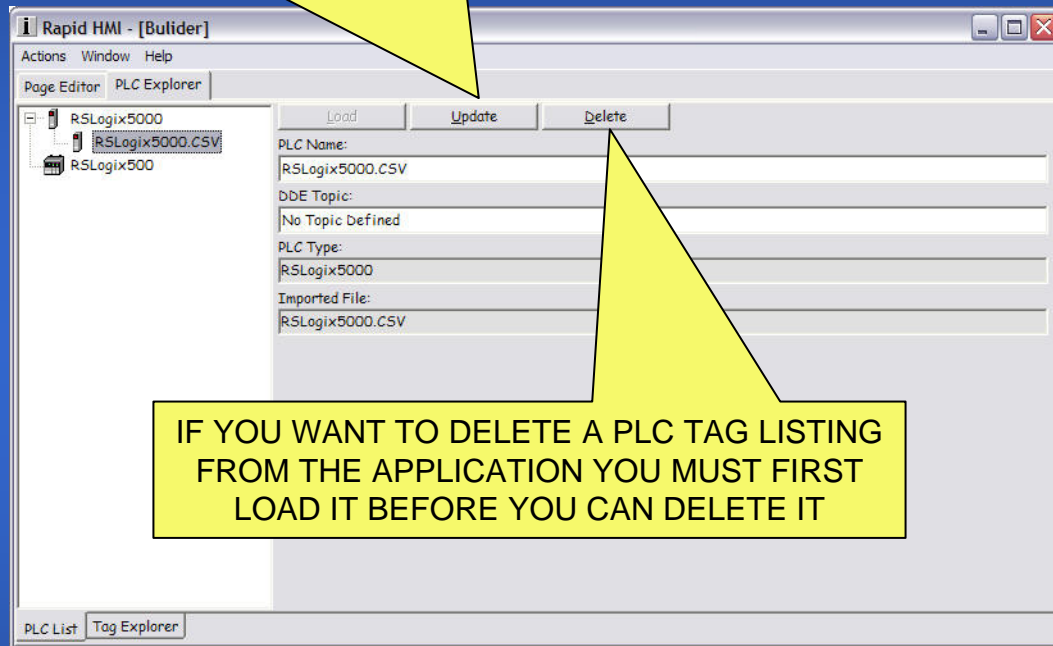 Rapid HMI - [Bulider]
Actions Window Help
Page Editor PLC Explorer
RSLogix5000
RSLogix5000.CSV
RSLogix500
Load Update Delete
PLC Name:
RSLogix5000.CSV
DDE Topic:
No Topic Defined
PLC Type:
RSLogix5000
Imported File:
RSLogix5000.CSV
IF YOU WANT TO DELETE A PLC TAG LISTING
FROM THE APPLICATION YOU MUST FIRST
LOAD IT BEFORE YOU CAN DELETE IT
PLC List Tag Explorer